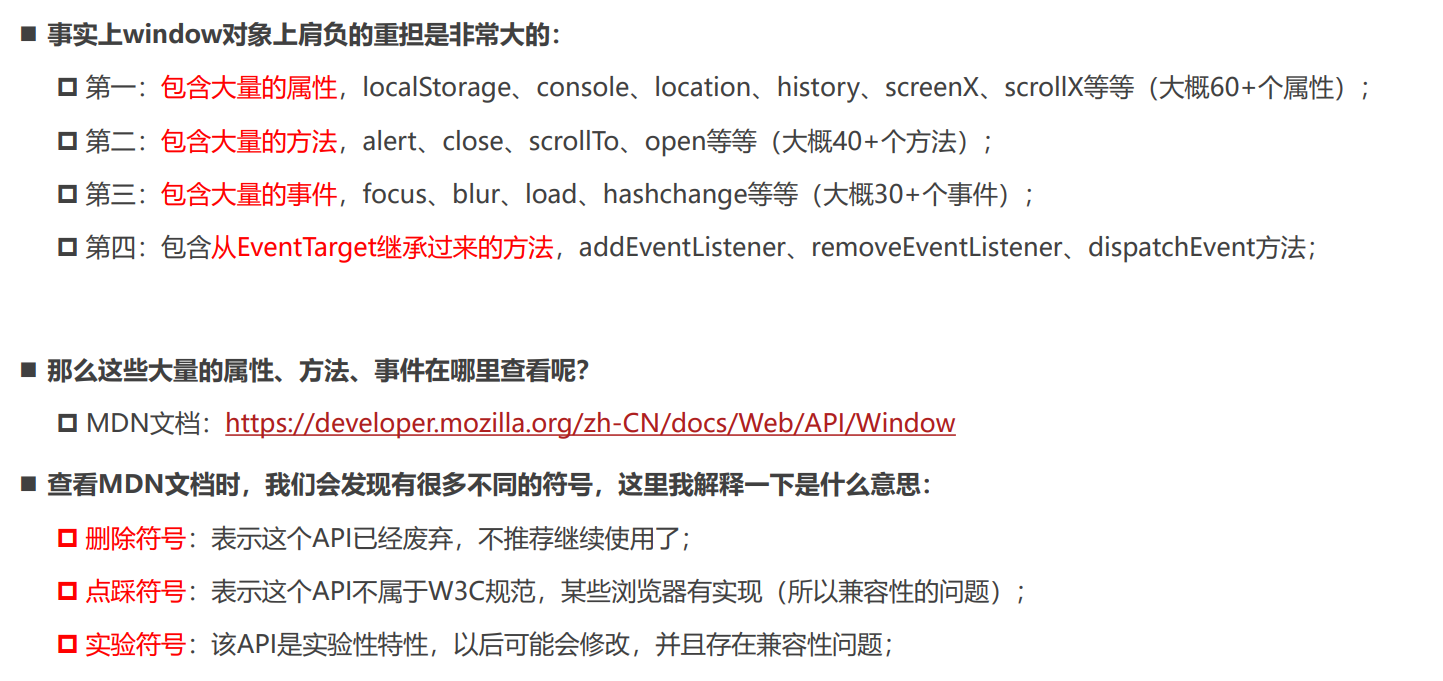 事实上window对象上肩负的重担是非常大的：
第一：包含大量的属性，localStorage、console、location、history、screenX、scrollX等等（大概60+个属性）；
第二：包含大量的方法，alert、close、scrollTo、open等等（大概40+个方法）；
第三：包含大量的事件，focus、blur、load、hashchange等等（大概30+个事件）；
第四：包含从EventTarget继承过来的方法，addEventListener、removeEventListener、dispatchEvent方法；
那么这些大量的属性、方法、事件在哪里查看呢？
MDN文档：https://developer.mozilla.org/zh-CN/docs/Web/API/Window
查看MDN文档时，我们会发现有很多不同的符号，这里我解释一下是什么意思：
删除符号：表示这个API已经废弃，不推荐继续使用了；
点踩符号：表示这个API不属于W3C规范，某些浏览器有实现（所以兼容性的问题）；
实验符号：该API是实验性特性，以后可能会修改，并且存在兼容性问题；